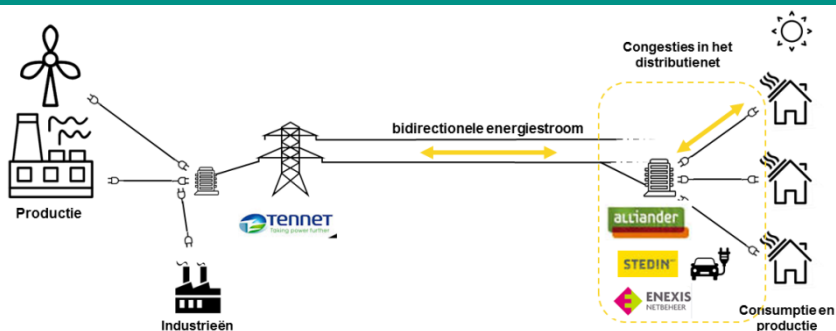 Congesties in het
distributienet
bidirectionele energiestroom
Productie
TENNET
Taking power further
alliander
STEDIN
ENEXIS
NETBEHEER
Industrieën
Consumptie en
productie